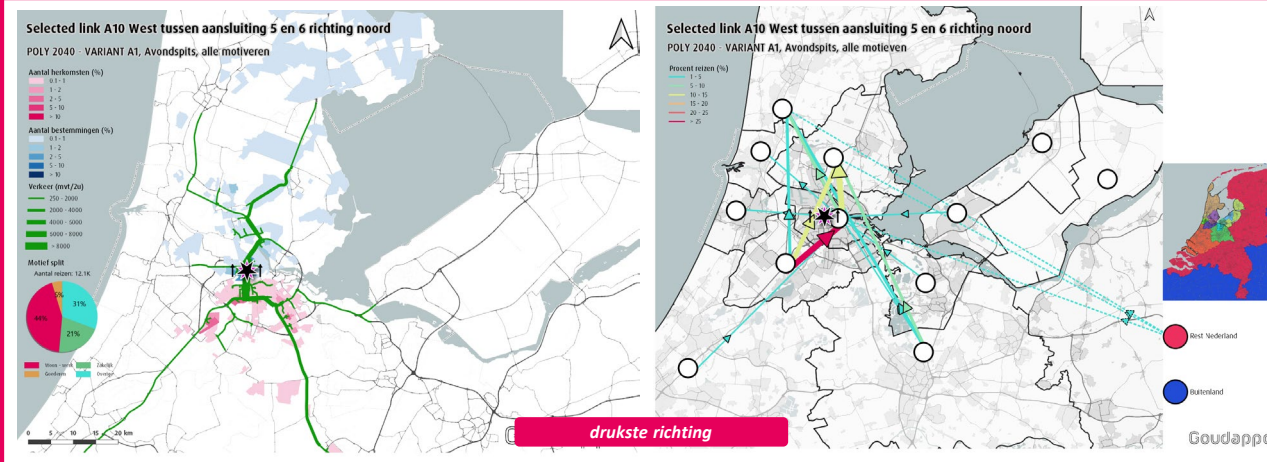 Selected link A10 West tussen aansluiting 5 en 6 richting noord
POLY 2040 - VARIANT A1, Avondspits, alle motiveren
Aantal herkomsten (%)
0.1 - 1
1 - 2
2 - 5
5 - 10
> 10
Aantal bestemmingen (%)
0.1 - 1
1 - 2
2 - 5
5 - 10
> 10
Verkeer (mvt/2u)
250 - 2000
2000 - 4000
4000 - 5000
6000 - 8000
> 8000
Motief split
Aantal reizen: 12.1K
5%
31%
44%
21%
Woon - werk
Zakelijk
Goederen
Overige
0 5 10 15 20 km
Selected link A10 West tussen aansluiting 5 en 6 richting noord
POLY 2040 - VARIANT A1, Avondspits, alle motieven
Procent reizen (%)
1 - 5
5 - 10
10 - 15
15 - 20
20 - 25
> 25
Rest Nederland
Buitenland
drukste richting
Goudappe